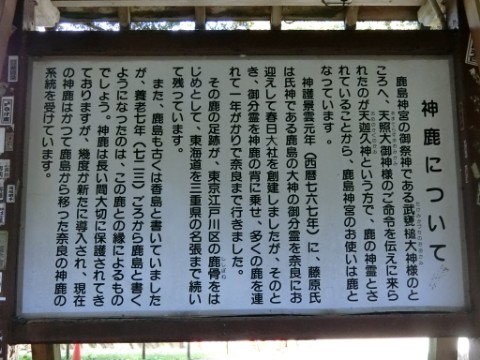 神鹿について
鹿島神宮の御祭神である武甕槌大神様のと
ころへ、天照大御神様のご命令を伝えに来ら
れたのが天迦久神という方で、鹿の神霊とさ
れていることから、鹿島神宮のお使いは鹿と
なっています。
神護景雲元年（西暦七六七年）に、藤原氏
は氏神である鹿島の大神の御分霊を奈良にお
迎えして春日大社を創建しましたが、そのと
き、御分霊を神鹿の背に乗せ、多くの鹿を連
れて一年がかりで奈良まで行きました。
その鹿の足跡が、東京江戸川区の鹿骨をは
じめとして、東海道を三重県の名張まで続い
て残っています。
また、鹿島も古くは香島と書いていました
が、養老七年（七二三）ごろから鹿島と書く
ようになったのは、この鹿との縁によるもの
でしょう。神鹿は長い間大切に保護されてき
ておりますが、幾度か新たに導入され、現在
の神鹿はかつて鹿島から移った奈良の神鹿の
系統を受けています。